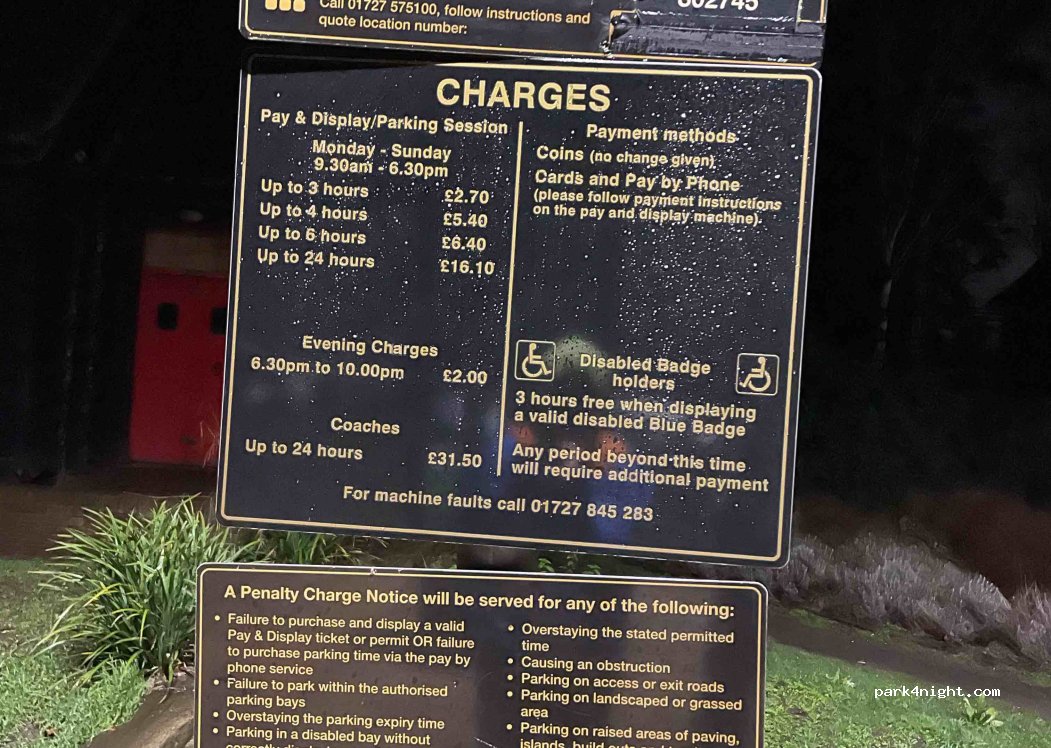 Call 01727 575100, follow instructions and
quote location number:
802745
CHARGES
Pay & Display/Parking Session
Monday - Sunday
9.30am - 6.30pm
Up to 3 hours £2.70
Up to 4 hours £5.40
Up to 6 hours £6.40
Up to 24 hours £16.10
Evening Charges
6.30pm to 10.00pm £2.00
Coaches
Up to 24 hours £31.50
Payment methods
Coins (no change given)
Cards and Pay by Phone
(please follow payment instructions
on the pay and display machine).
Disabled Badge
holders
3 hours free when displaying
a valid disabled Blue Badge
Any period beyond this time
will require additional payment
For machine faults call 01727 845 283
A Penalty Charge Notice will be served for any of the following:
• Failure to purchase and display a valid
Pay & Display ticket or permit OR failure
to purchase parking time via the pay by
phone service
• Failure to park within the authorised
parking bays
• Overstaying the parking expiry time
• Parking in a disabled bay without
• Overstaying the stated permitted
time
• Causing an obstruction
• Parking on access or exit roads
• Parking on landscaped or grassed
area
• Parking on raised areas of paving,
islands, build outs
park4night.com